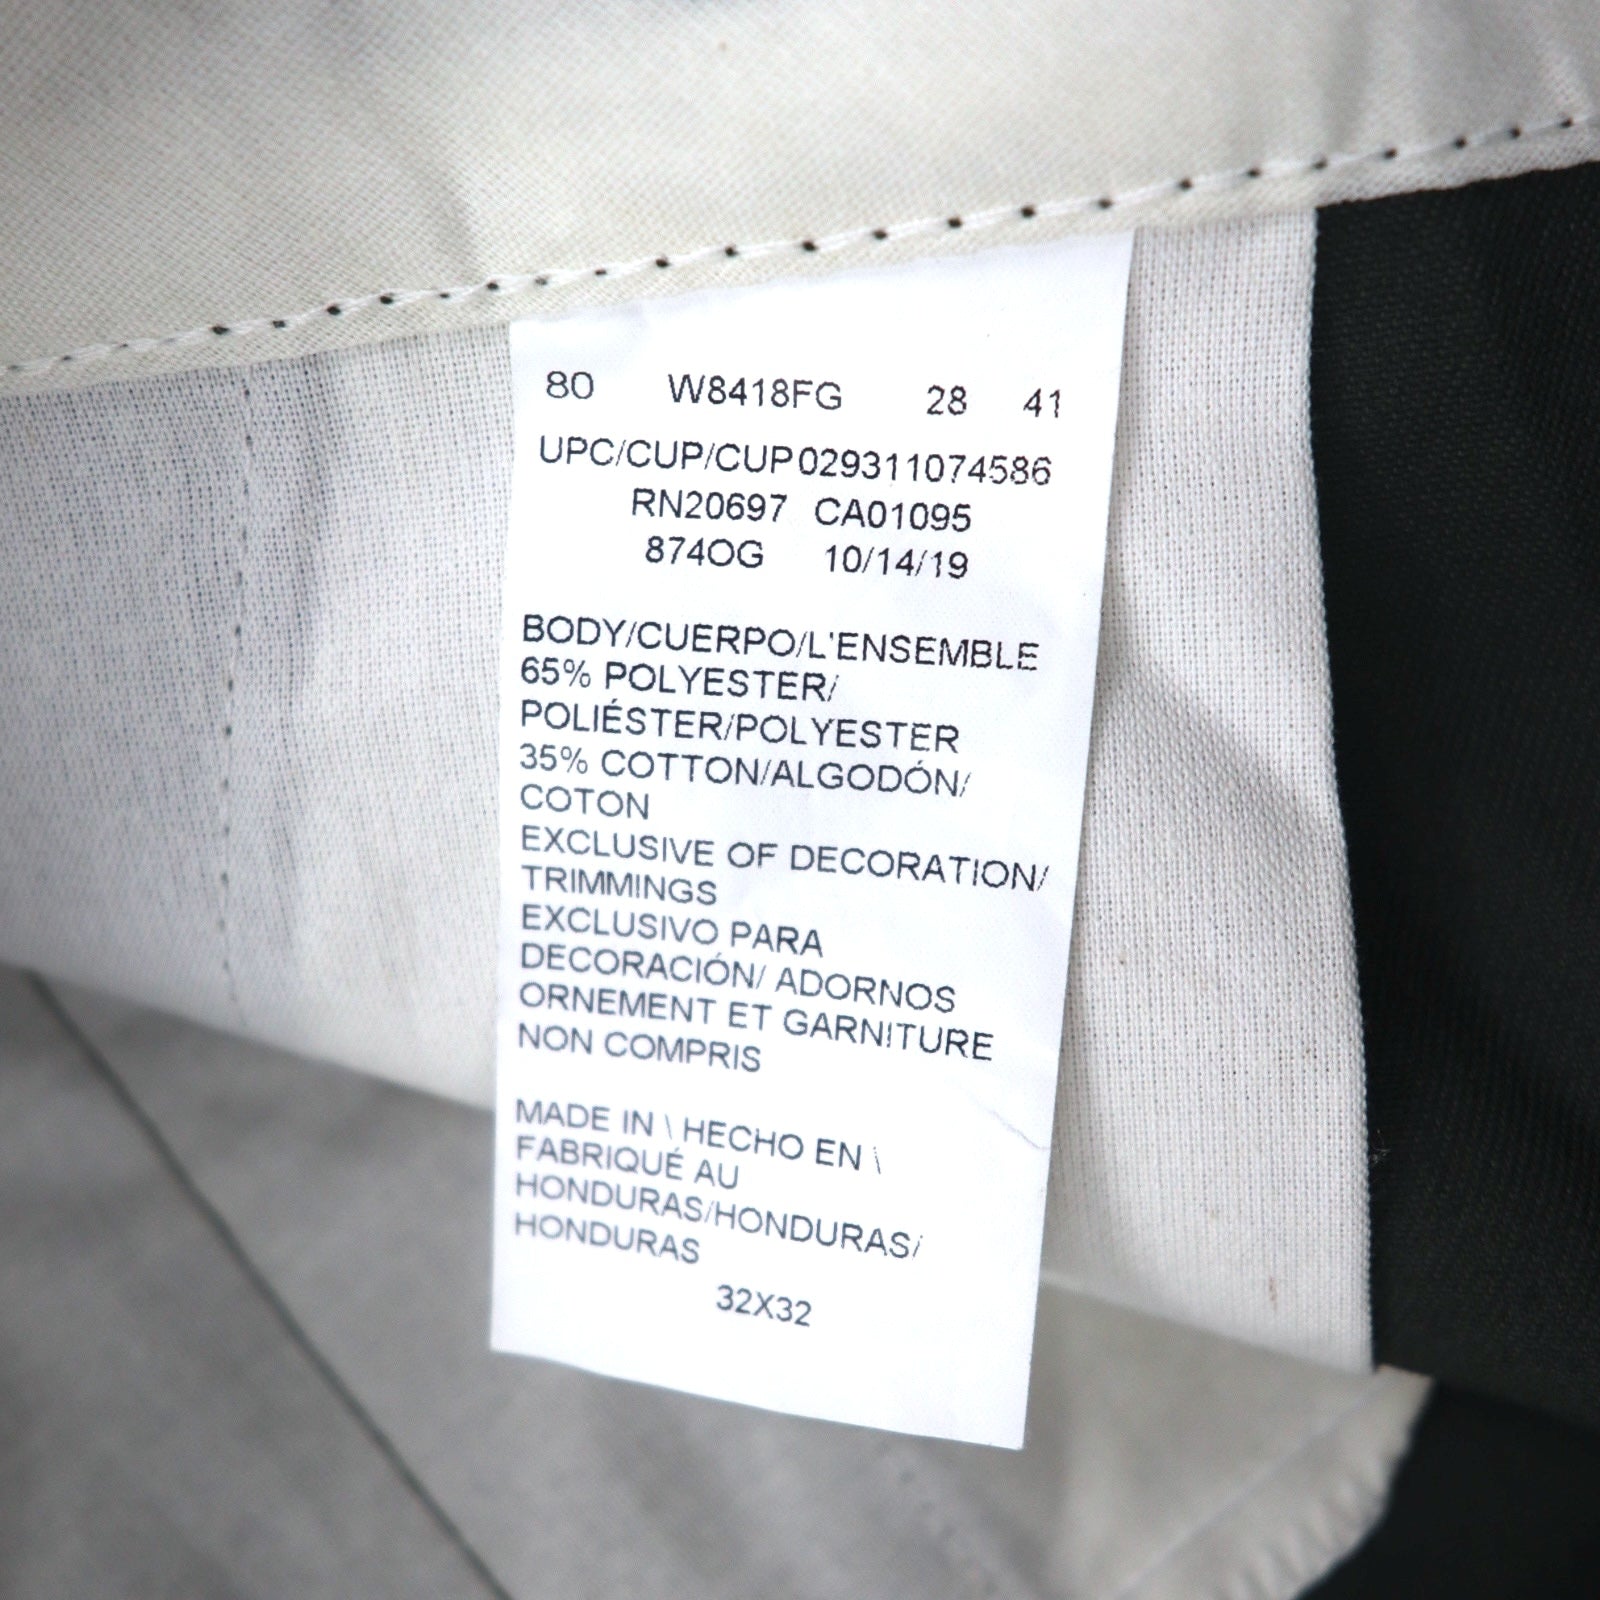 80 W8418FG 28 41
UPC/CUP/CUP029311074586
RN20697 CA01095
874OG 10/14/19
BODY/CUERPO/L'ENSEMBLE
65% POLYESTER/
POLIÉSTER/POLYESTER
35% COTTON/ALGODÓN/
COTON
EXCLUSIVE OF DECORATION/
TRIMMINGS
EXCLUSIVO PARA
DECORACIÓN/ ADORNOS
ORNEMENT ET GARNITURE
NON COMPRIS
MADE IN \ HECHO EN \
FABRIQUÉ AU
HONDURAS/HONDURAS/
HONDURAS
32X32